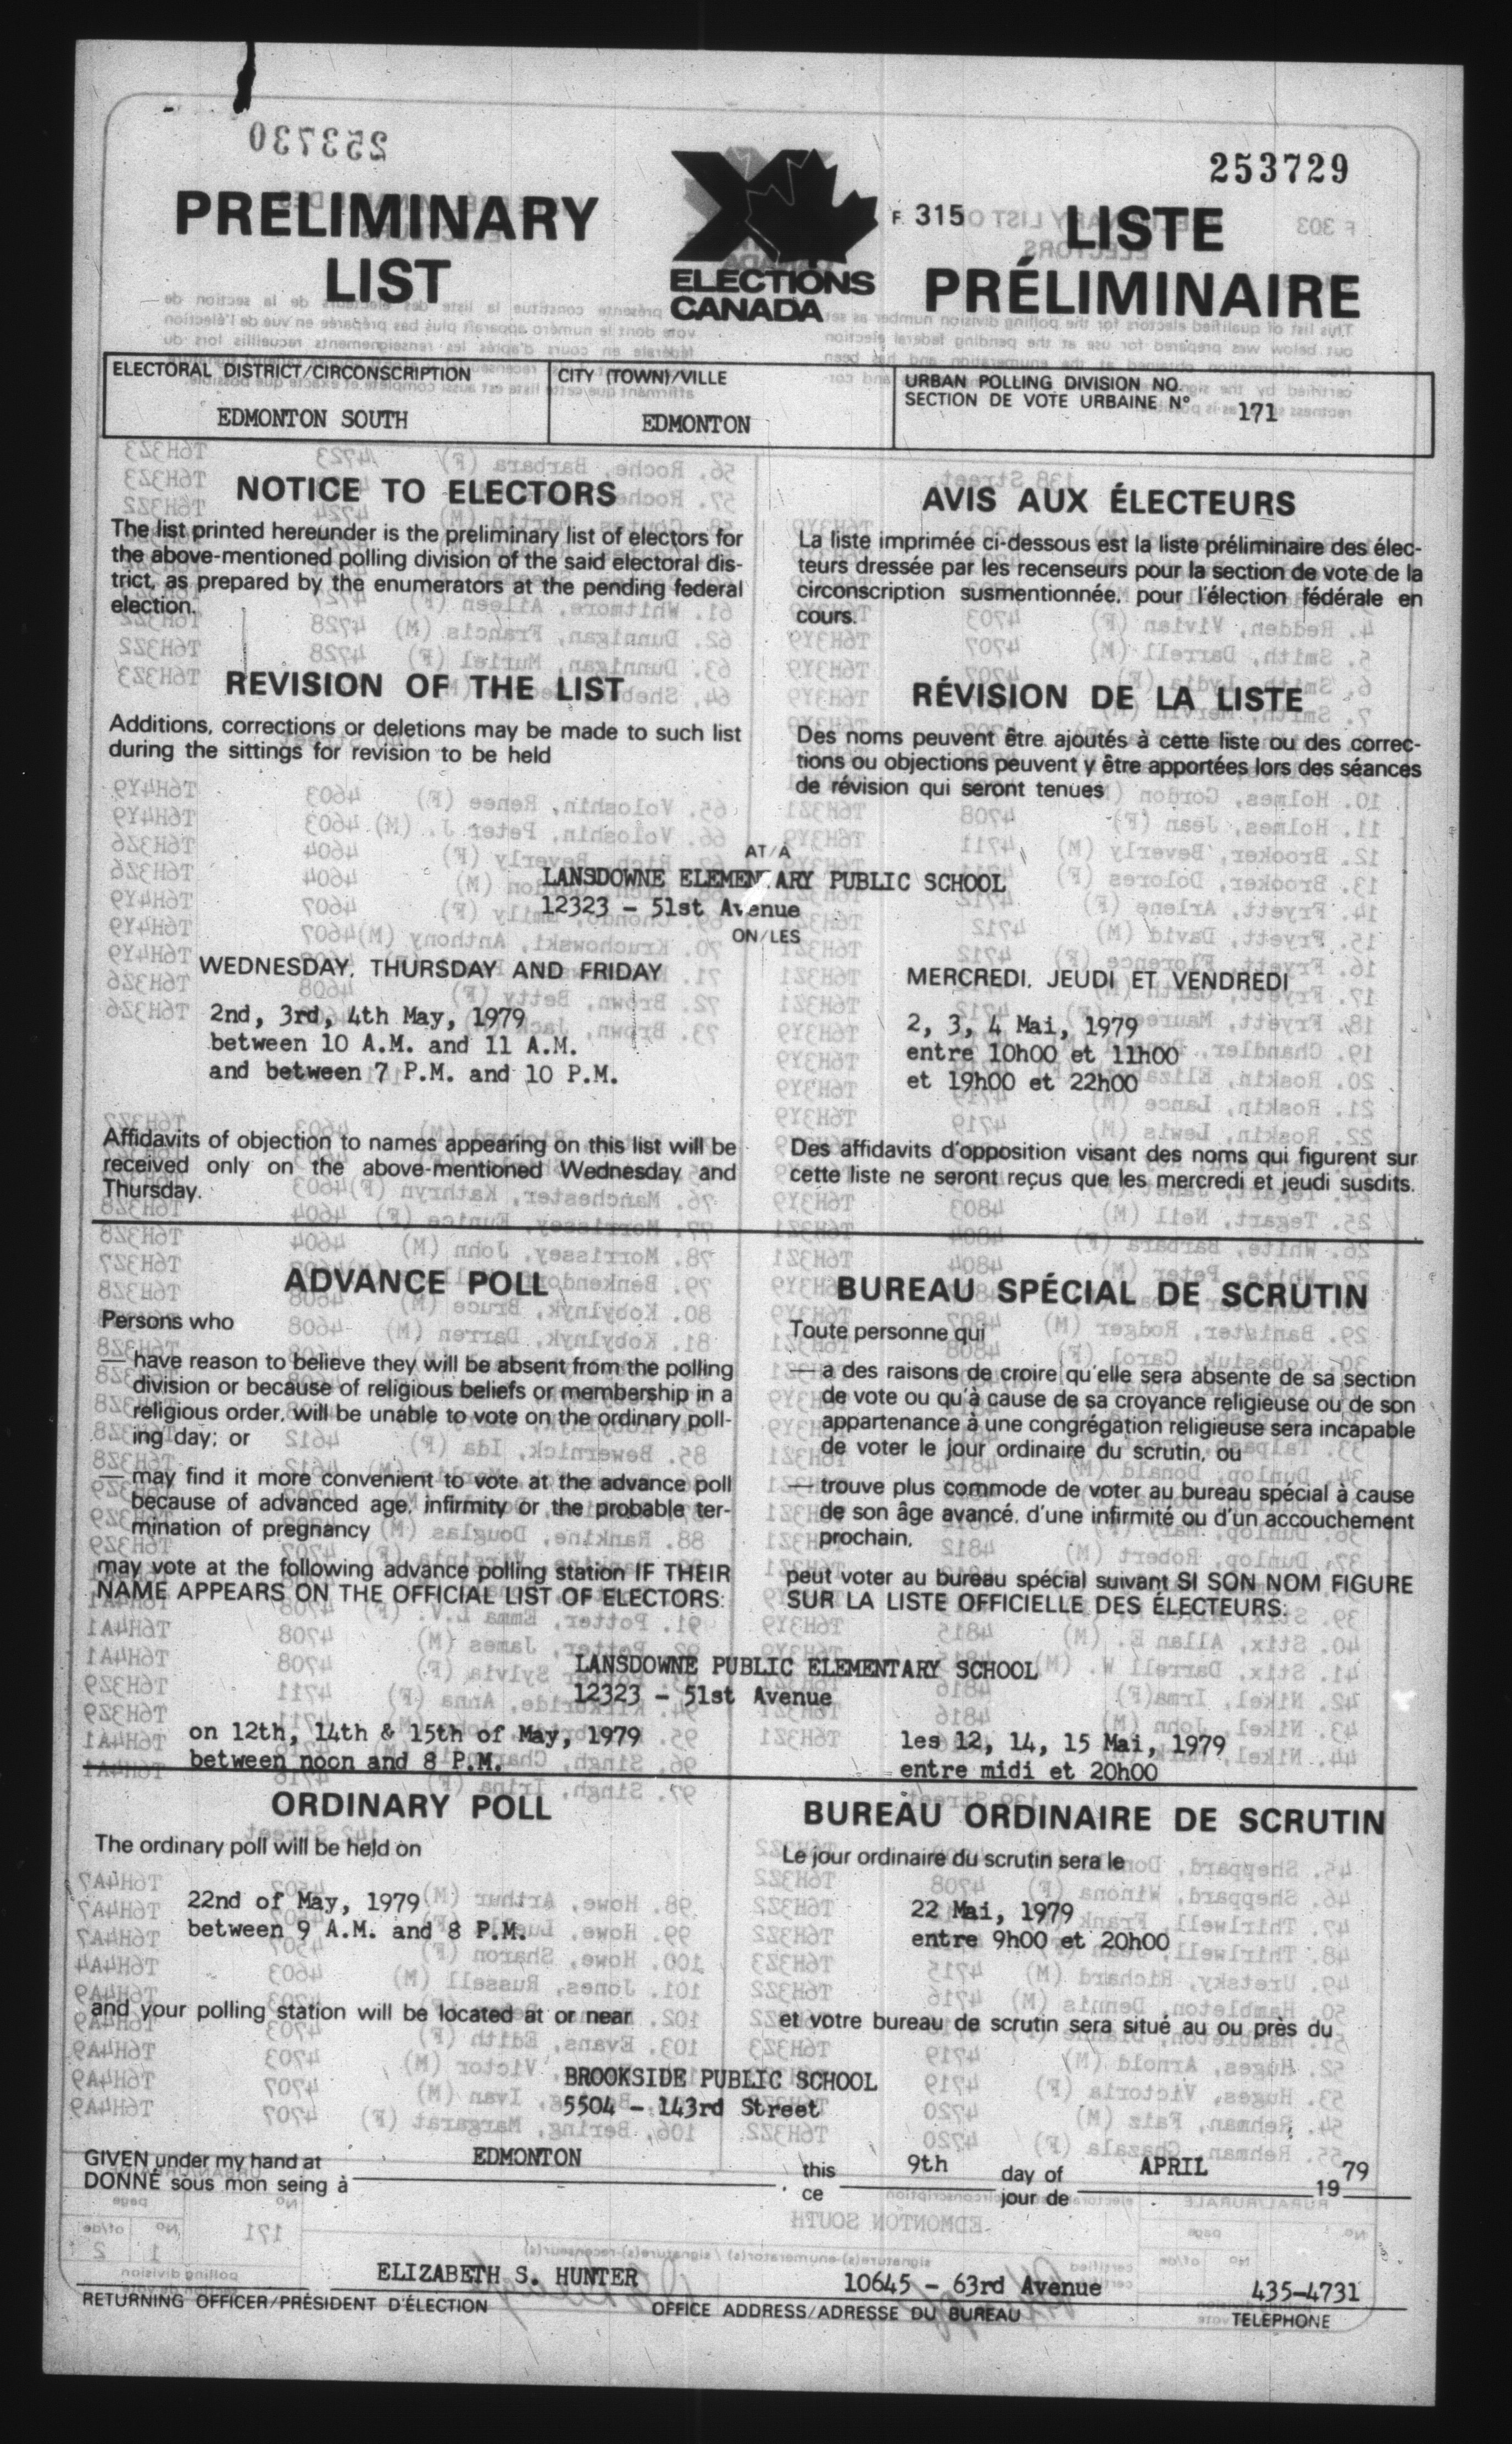 253729
PRELIMINARY
LIST
ELECTIONS
CANADA
F. 315
LISTE
PRÉLIMINAIRE
ELECTORAL DISTRICT/CIRCONSCRIPTION
EDMONTON SOUTH
CITY (TOWN)/VILLE
EDMONTON
URBAN POLLING DIVISION NO.
SECTION DE VOTE URBAINE Nº
171
NOTICE TO ELECTORS
The list printed hereunder is the preliminary list of electors for
the above-mentioned polling division of the said electoral dis-
trict, as prepared by the enumerators at the pending federal
election.
AVIS AUX ÉLECTEURS
La liste imprimée ci-dessous est la liste préliminaire des élec-
teurs dressée par les recenseurs pour la section de vote de la
circonscription susmentionnée, pour l'élection fédérale en
cours.
REVISION OF THE LIST
Additions, corrections or deletions may be made to such list
during the sittings for revision to be held
RÉVISION DE LA LISTE
Des noms peuvent être ajoutés à cette liste ou des correc-
tions ou objections peuvent y être apportées lors des séances
de révision qui seront tenues
AT/À
LANSDOWNE ELEMENTARY PUBLIC SCHOOL
12323 - 51st Avenue
ON/LES
WEDNESDAY, THURSDAY AND FRIDAY
2nd, 3rd, 4th May, 1979
between 10 A.M. and 11 A.M.
and between 7 P.M. and 10 P.M.
MERCREDI, JEUDI ET VENDREDI
2, 3, 4 Mai, 1979
entre 10h00 et 11h00
et 19h00 et 22h00
Affidavits of objection to names appearing on this list will be
received only on the above-mentioned Wednesday and
Thursday.
Des affidavits d'opposition visant des noms qui figurent sur
cette liste ne seront reçus que les mercredi et jeudi susdits.
ADVANCE POLL
Persons who
— have reason to believe they will be absent from the polling
division or because of religious beliefs or membership in a
religious order, will be unable to vote on the ordinary poll-
ing day; or
— may find it more convenient to vote at the advance poll
because of advanced age, infirmity or the probable ter-
mination of pregnancy
may vote at the following advance polling station IF THEIR
NAME APPEARS ON THE OFFICIAL LIST OF ELECTORS:
BUREAU SPÉCIAL DE SCRUTIN
Toute personne qui
— a des raisons de croire qu'elle sera absente de sa section
de vote ou qu'à cause de sa croyance religieuse ou de son
appartenance à une congrégation religieuse sera incapable
de voter le jour ordinaire du scrutin, ou
— trouve plus commode de voter au bureau spécial à cause
de son âge avancé, d'une infirmité ou d'un accouchement
prochain,
peut voter au bureau spécial suivant SI SON NOM FIGURE
SUR LA LISTE OFFICIELLE DES ÉLECTEURS:
LANSDOWNE PUBLIC ELEMENTARY SCHOOL
12323 - 51st Avenue
on 12th, 14th & 15th of May, 1979
between noon and 8 P.M.
les 12, 14, 15 Mai, 1979
entre midi et 20h00
ORDINARY POLL
The ordinary poll will be held on
22nd of May, 1979
between 9 A.M. and 8 P.M.
and your polling station will be located at or near
BUREAU ORDINAIRE DE SCRUTIN
Le jour ordinaire du scrutin sera le
22 Mai, 1979
entre 9h00 et 20h00
et votre bureau de scrutin sera situé au ou près du
BROOKSIDE PUBLIC SCHOOL
5504 - 143rd Street
GIVEN under my hand at
DONNÉ sous mon seing à
EDMONTON
this
ce
9th
day of
jour de
APRIL
1979
ELIZABETH S. HUNTER
10645 - 63rd Avenue
435-4731
RETURNING OFFICER/PRÉSIDENT D'ÉLECTION
OFFICE ADDRESS/ADRESSE DU BUREAU
TELEPHONE